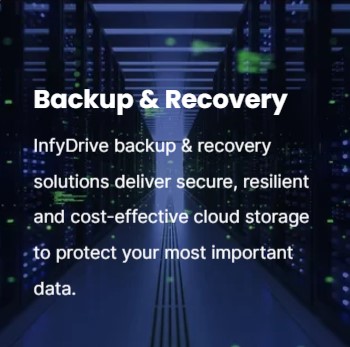 Backup & Recovery
InfyDrive backup & recovery
solutions deliver secure, resilient
and cost-effective cloud storage
to protect your most important
data.